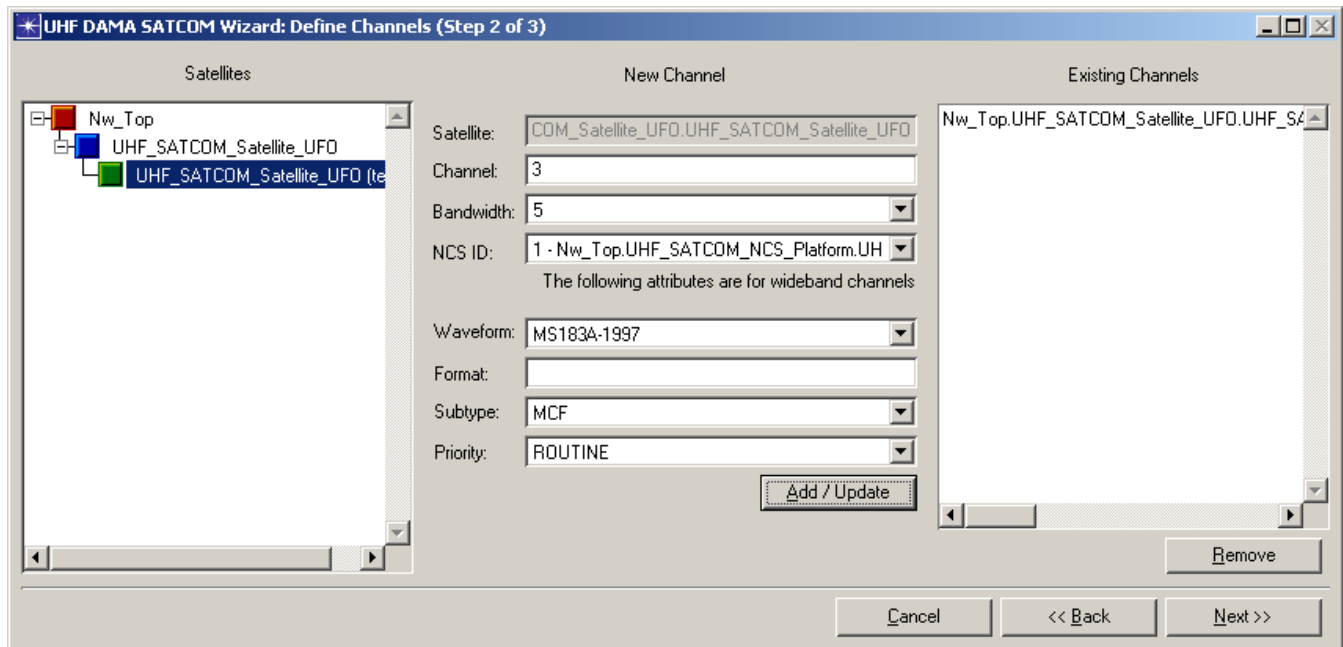 UHF DAMA SATCOM Wizard: Define Channels (Step 2 of 3)
Satellites
Nw_Top
UHF_SATCOM_Satellite_UFO
UHF_SATCOM_Satellite_UFO (te
New Channel
Satellite: COM_Satellite_UFO.UHF_SATCOM_Satellite_UFO
Channel: 3
Bandwidth: 5
NCS ID: 1 - Nw_Top.UHF_SATCOM_NCS_Platform.UH
The following attributes are for wideband channels
Waveform: MS183A-1997
Format:
Subtype: MCF
Priority: ROUTINE
Add / Update
Existing Channels
Nw_Top.UHF_SATCOM_Satellite_UFO.UHF_SA
Remove
Cancel
<< Back
Next >>